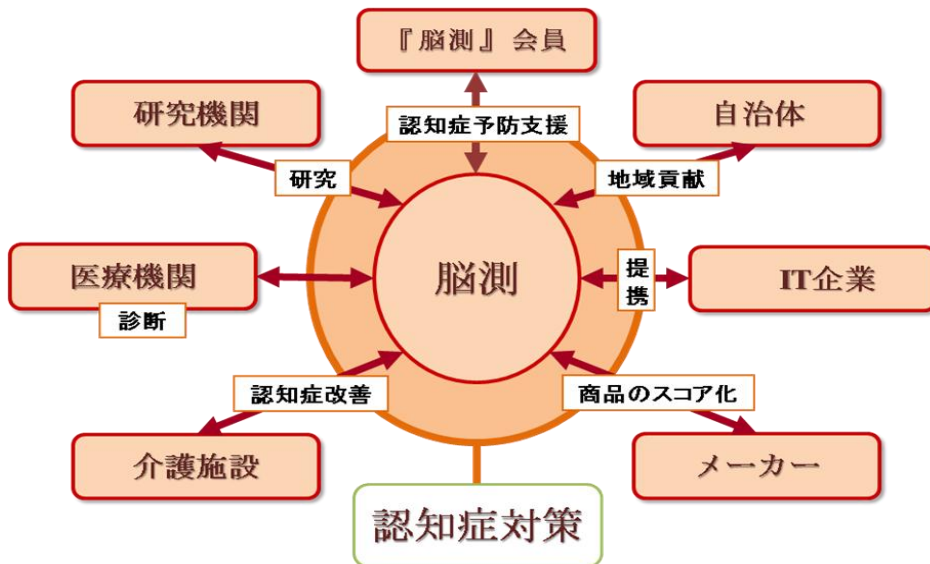 『脳測』会員
研究機関
自治体
認知症予防支援
研究
地域貢献
医療機関
診断
脳測
提
携
IT企業
認知症改善
商品のスコア化
介護施設
メーカー
認知症対策